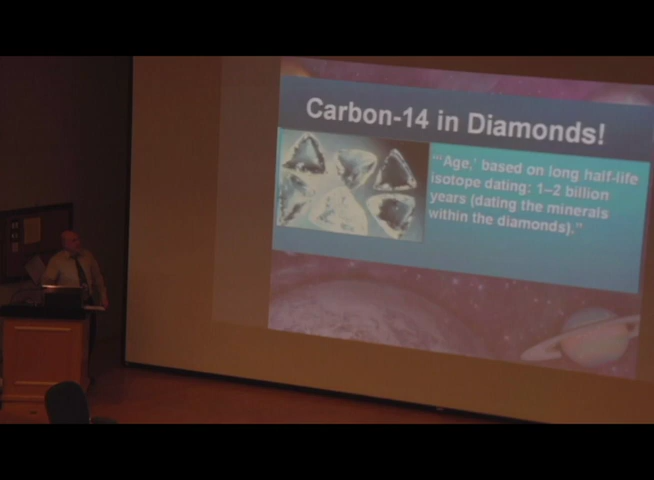 Carbon-14 in Diamonds!
"'Age,' based on long half-life
isotope dating: 1–2 billion
years (dating the minerals
within the diamonds)."